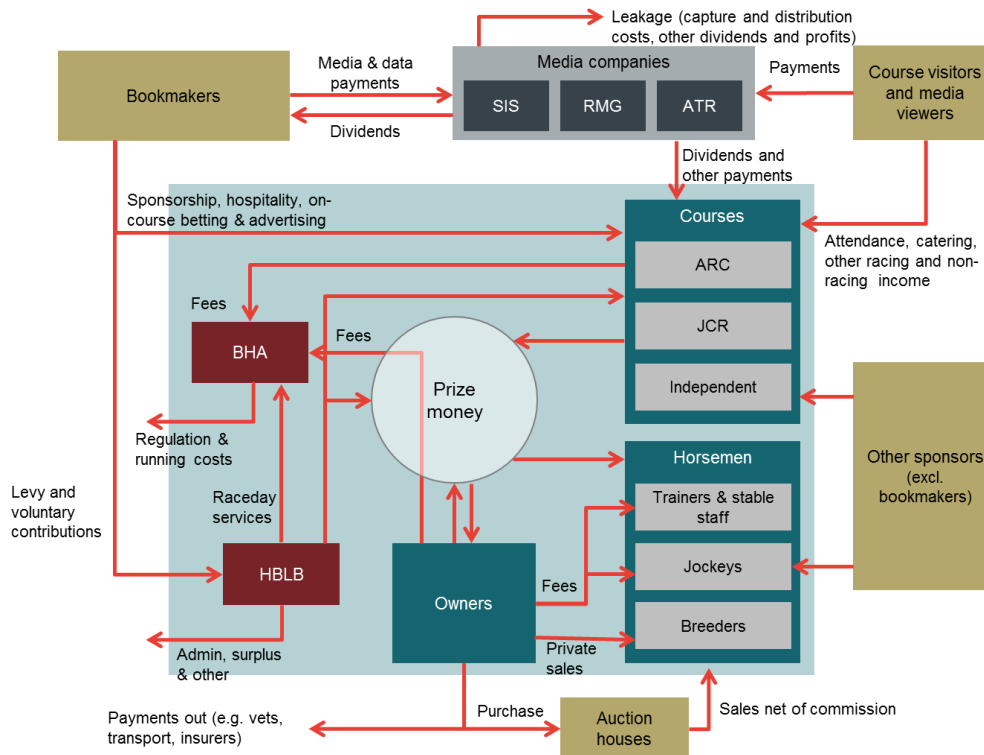 Leakage (capture and distribution
costs, other dividends and profits)
Bookmakers
Media & data
payments
Dividends
Media companies
SIS
RMG
ATR
Payments
Course visitors
and media
viewers
Dividends and
other payments
Sponsorship, hospitality, on-
course betting & advertising
Courses
ARC
JCR
Independent
Attendance, catering,
other racing and non-
racing income
Fees
BHA
Fees
Prize
money
Regulation &
running costs
Other sponsors
(excl.
bookmakers)
Horsemen
Trainers & stable
staff
Jockeys
Breeders
Levy and
voluntary
contributions
Raceday
services
HBLB
Owners
Fees
Private
sales
Admin, surplus
& other
Payments out (e.g. vets,
transport, insurers)
Purchase
Auction
houses
Sales net of commission